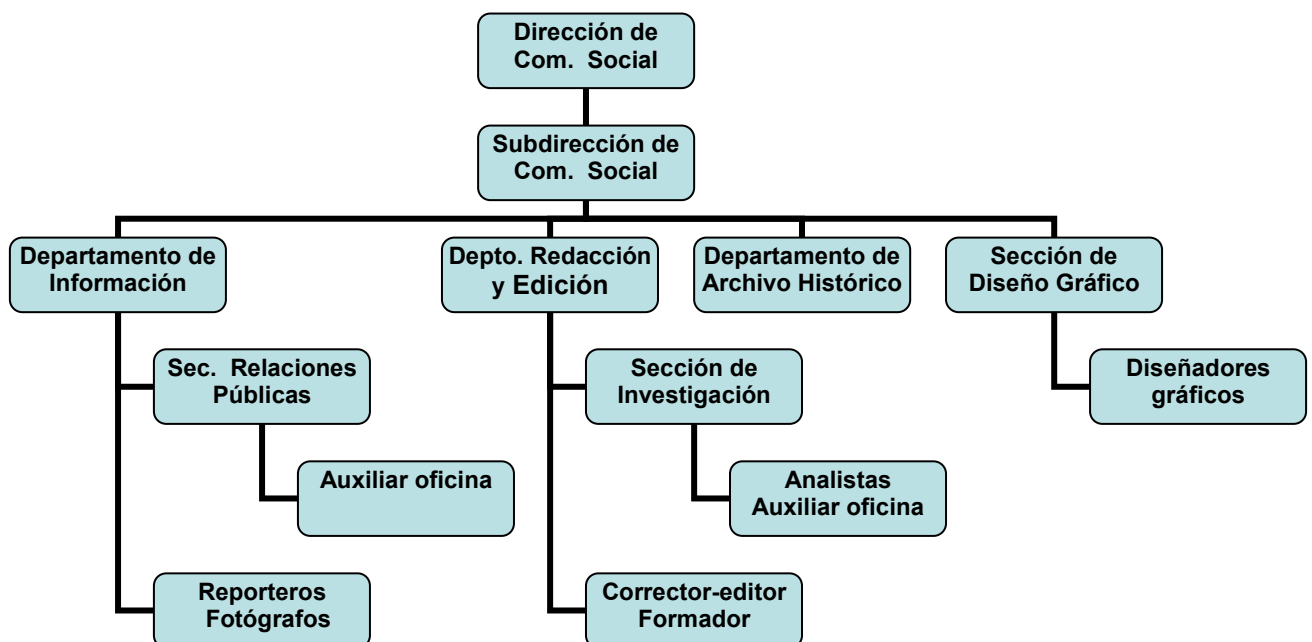 Dirección de
Com. Social
Subdirección de
Com. Social
Departamento de
Información
Depto. Redacción
y Edición
Departamento de
Archivo Histórico
Sección de
Diseño Gráfico
Sec. Relaciones
Públicas
Sección de
Investigación
Diseñadores
gráficos
Auxiliar oficina
Analistas
Auxiliar oficina
Reporteros
Fotógrafos
Corrector-editor
Formador